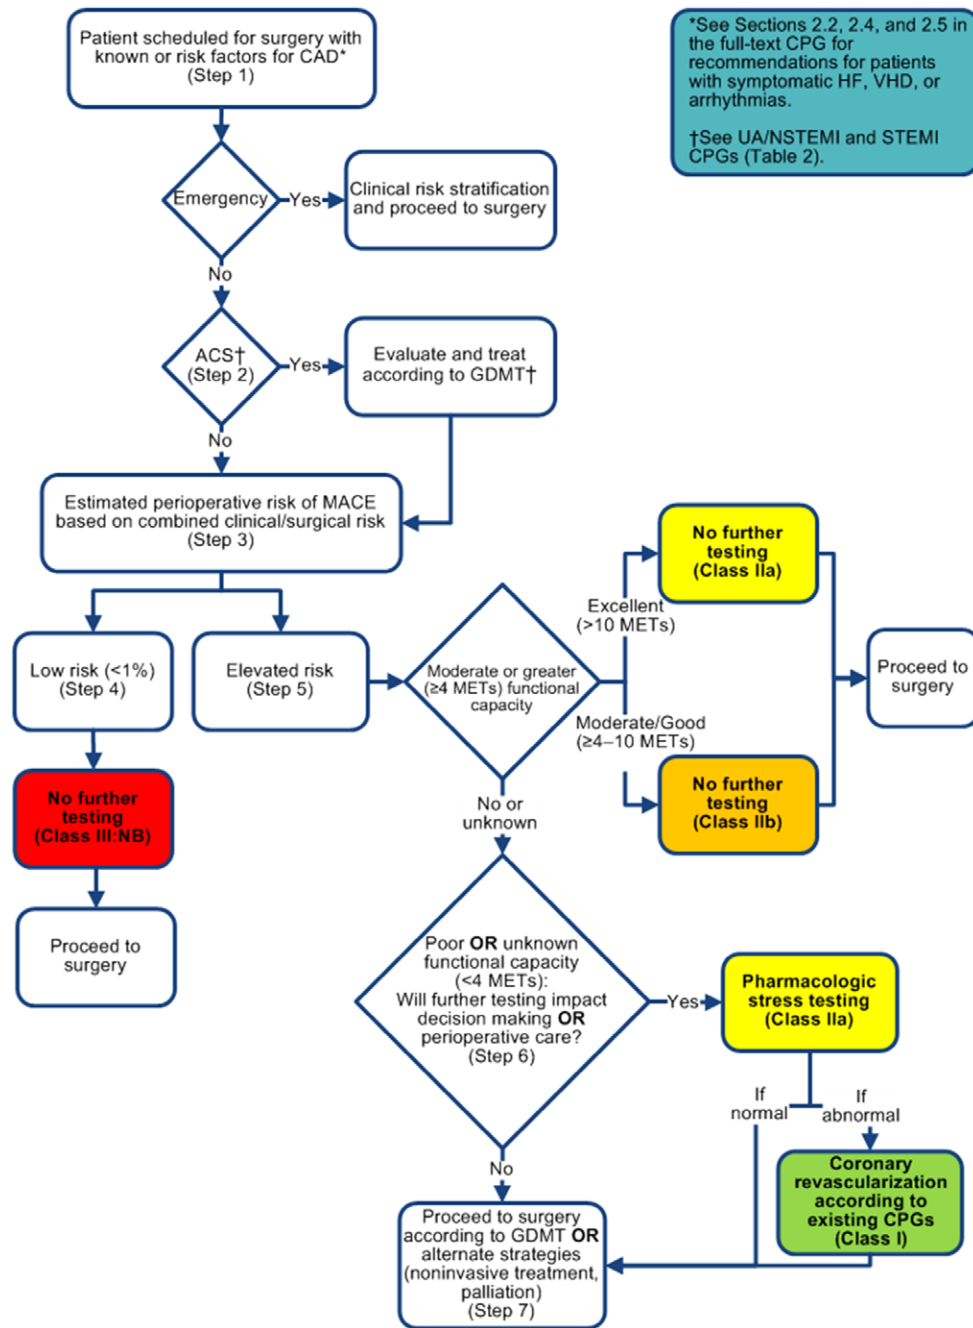 Patient scheduled for surgery with
known or risk factors for CAD*
(Step 1)
*See Sections 2.2, 2.4, and 2.5 in
the full-text CPG for
recommendations for patients
with symptomatic HF, VHD, or
arrhythmias.
†See UA/NSTEMI and STEMI
CPGs (Table 2).
Emergency
Yes
Clinical risk stratification
and proceed to surgery
No
ACS†
(Step 2)
Yes
Evaluate and treat
according to GDMT†
No
Estimated perioperative risk of MACE
based on combined clinical/surgical risk
(Step 3)
Low risk (<1%)
(Step 4)
Elevated risk
(Step 5)
Moderate or greater
(≥4 METs) functional
capacity
Excellent
(>10 METs)
No further
testing
(Class IIa)
Moderate/Good
(≥4–10 METs)
No further
testing
(Class IIb)
Proceed to
surgery
No further
testing
(Class III:NB)
Proceed to
surgery
No or
unknown
Poor OR unknown
functional capacity
(<4 METs):
Will further testing impact
decision making OR
perioperative care?
(Step 6)
Yes
Pharmacologic
stress testing
(Class IIa)
If
normal
If
abnormal
Coronary
revascularization
according to
existing CPGs
(Class I)
No
Proceed to surgery
according to GDMT OR
alternate strategies
(noninvasive treatment,
palliation)
(Step 7)